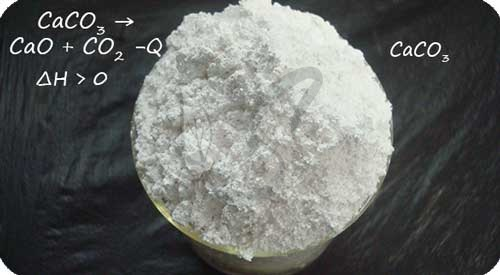 CaCO₃ →
CaO + CO₂ -Q
ΔH > 0
CaCO₃